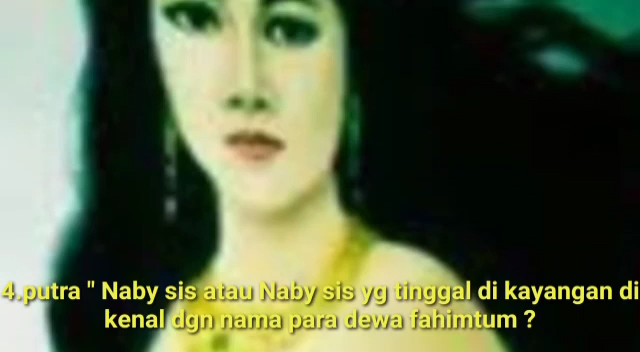 4.putra " Naby sis atau Naby sis yg tinggal di kayangan di
kenal dgn nama para dewa fahimtum ?